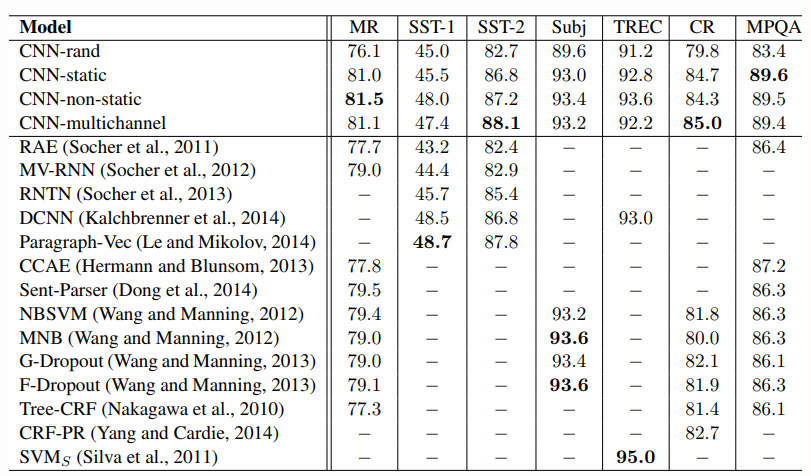 Model MR SST-1 SST-2 Subj TREC CR MPQA
CNN-rand 76.1 45.0 82.7 89.6 91.2 79.8 83.4
CNN-static 81.0 45.5 86.8 93.0 92.8 84.7 89.6
CNN-non-static 81.5 48.0 87.2 93.4 93.6 84.3 89.5
CNN-multichannel 81.1 47.4 88.1 93.2 92.2 85.0 89.4
RAE (Socher et al., 2011) 77.7 43.2 82.4 – – – 86.4
MV-RNN (Socher et al., 2012) 79.0 44.4 82.9 – – – –
RNTN (Socher et al., 2013) – 45.7 85.4 – – – –
DCNN (Kalchbrenner et al., 2014) – 48.5 86.8 – 93.0 – –
Paragraph-Vec (Le and Mikolov, 2014) – 48.7 87.8 – – – –
CCAE (Hermann and Blunsom, 2013) 77.8 – – – – – 87.2
Sent-Parser (Dong et al., 2014) 79.5 – – – – – 86.3
NBSVM (Wang and Manning, 2012) 79.4 – – 93.2 – 81.8 86.3
MNB (Wang and Manning, 2012) 79.0 – – 93.6 – 80.0 86.3
G-Dropout (Wang and Manning, 2013) 79.0 – – 93.4 – 82.1 86.1
F-Dropout (Wang and Manning, 2013) 79.1 – – 93.6 – 81.9 86.3
Tree-CRF (Nakagawa et al., 2010) 77.3 – – – – 81.4 86.1
CRF-PR (Yang and Cardie, 2014) – – – – – 82.7 –
SVMS (Silva et al., 2011) – – – – 95.0 – –